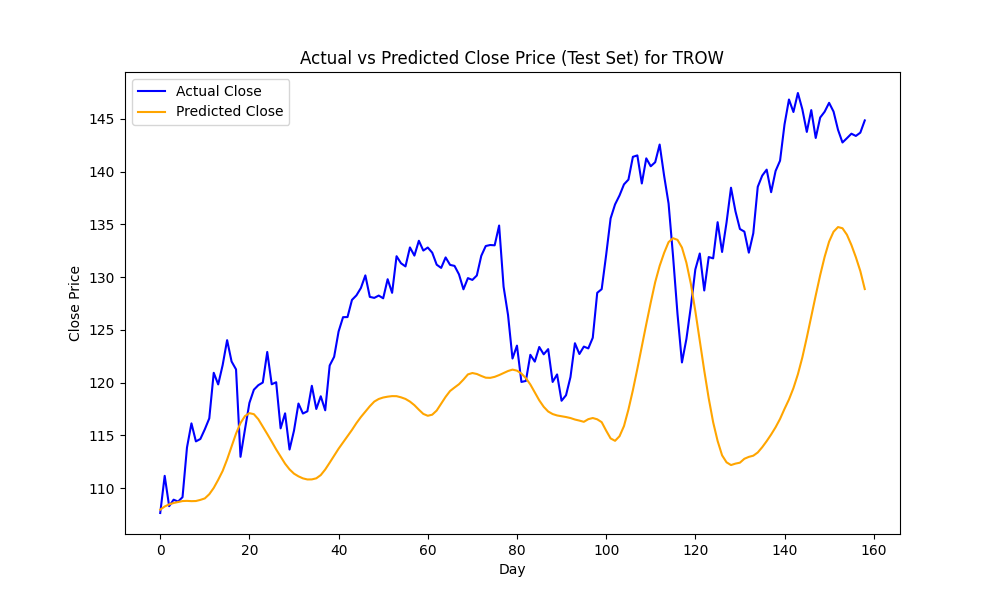 Actual vs Predicted Close Price (Test Set) for TROW
Actual Close
Predicted Close
145
140
135
130
125
120
115
110
Close Price
0 20 40 60 80 100 120 140 160
Day